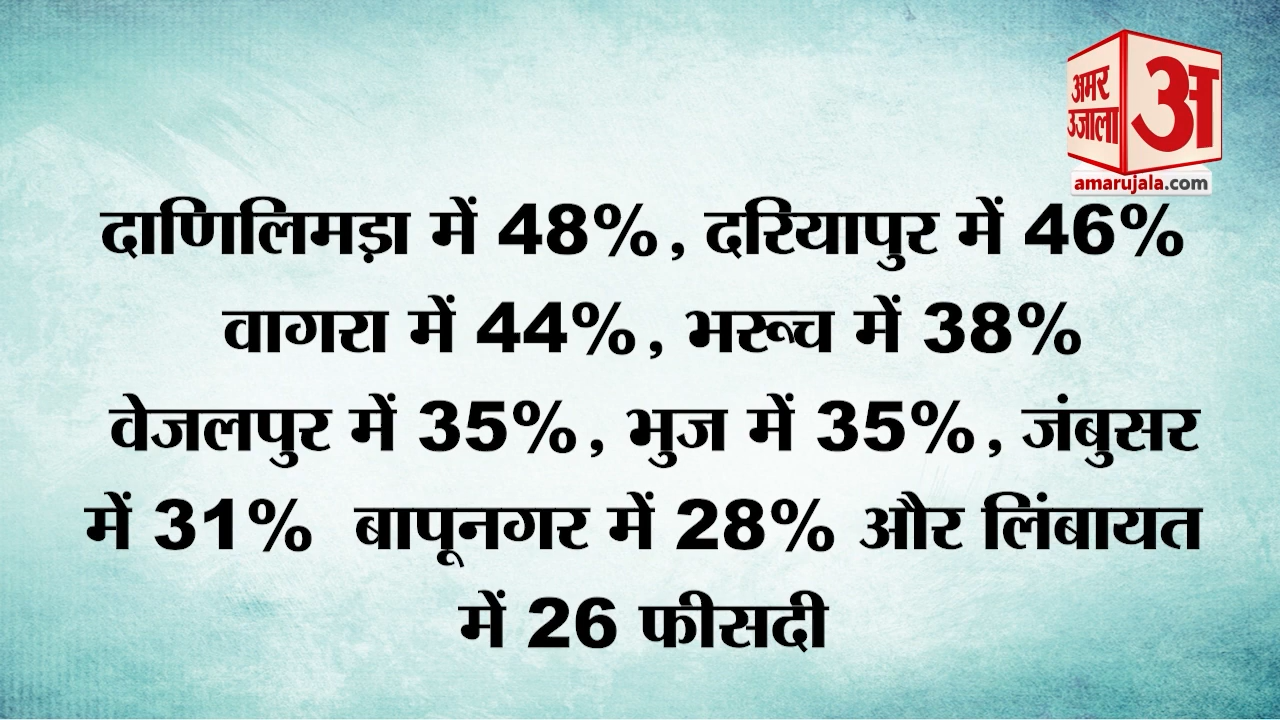 अमर
उजाला
अ
amarujala.com
दाणिलिमड़ा में 48%, दरियापुर में 46%
वागरा में 44%, भरूच में 38%
वेजलपुर में 35%, भुज में 35%, जंबुसर
में 31% बापूनगर में 28% और लिंबायत
में 26 फीसदी